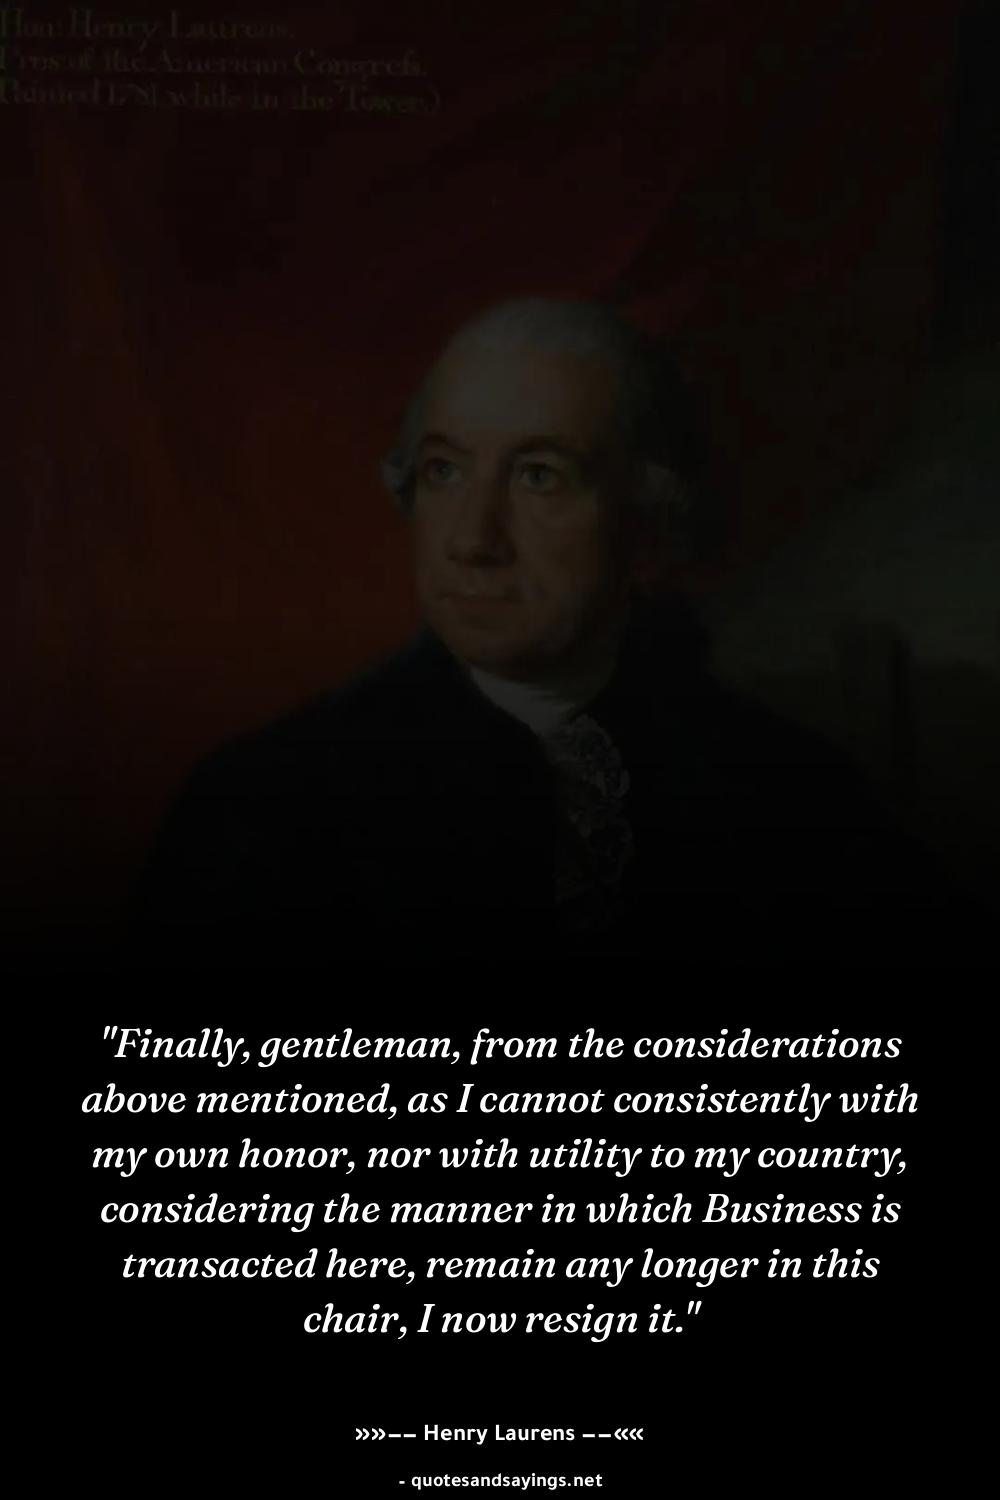 Hon: Henry Laurens.
Pres: of the American Congress.
Painted 1781, while in the Tower.)
"Finally, gentleman, from the considerations
above mentioned, as I cannot consistently with
my own honor, nor with utility to my country,
considering the manner in which Business is
transacted here, remain any longer in this
chair, I now resign it."
»»–– Henry Laurens ––««
- quotesandsayings.net